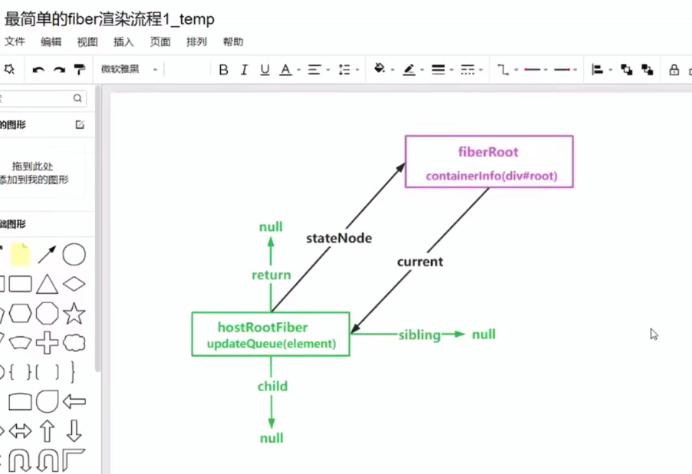 最简单的fiber渲染流程1_temp
文件 编辑 视图 插入 页面 排列 帮助
微软雅黑 B I U A
的图形
拖到此处
添加到我的图形
图形
fiberRoot
containerInfo(div#root)
null
stateNode
current
return
hostRootFiber
updateQueue(element)
sibling
null
child
null